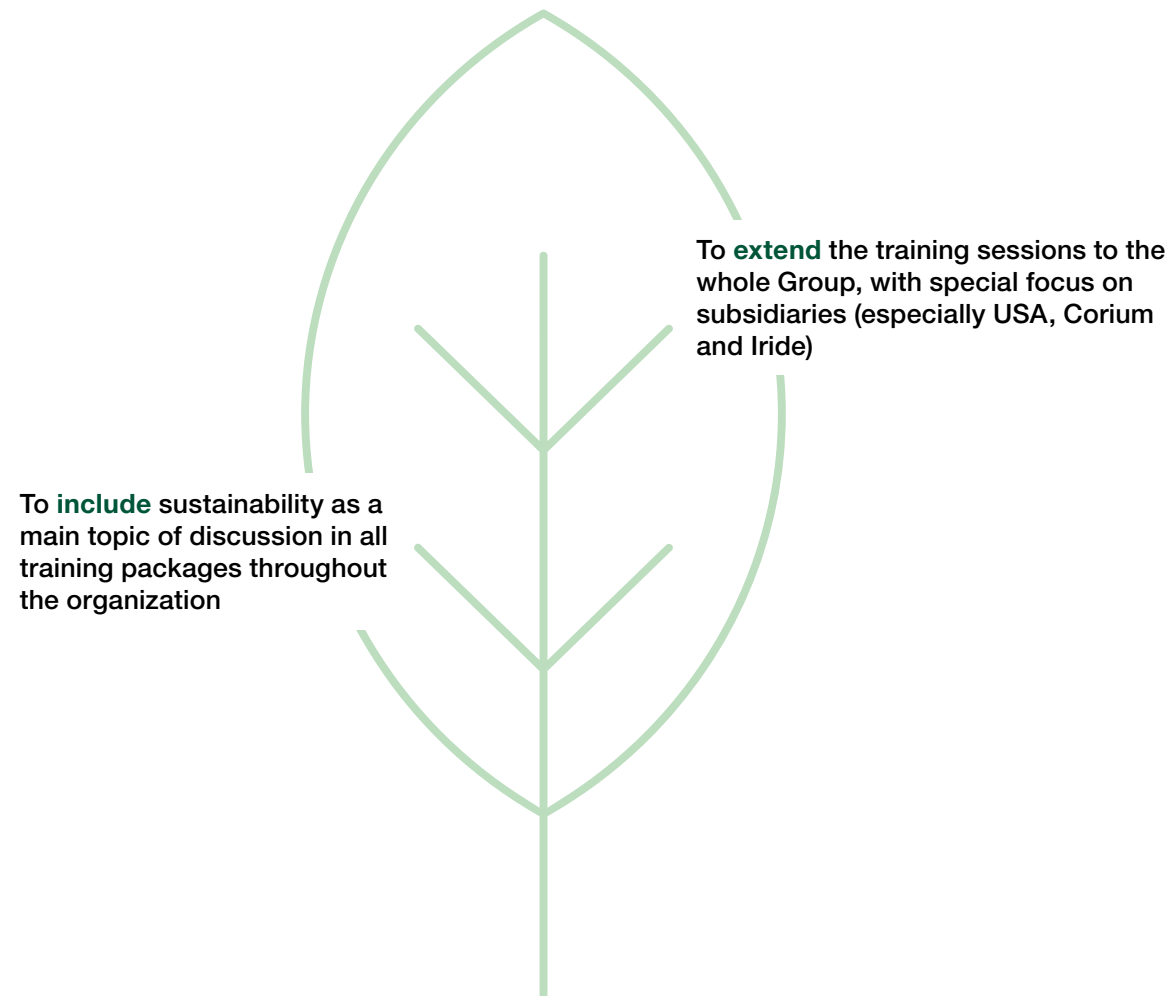 To extend the training sessions to the
whole Group, with special focus on
subsidiaries (especially USA, Corium
and Iride)
To include sustainability as a
main topic of discussion in all
training packages throughout
the organization